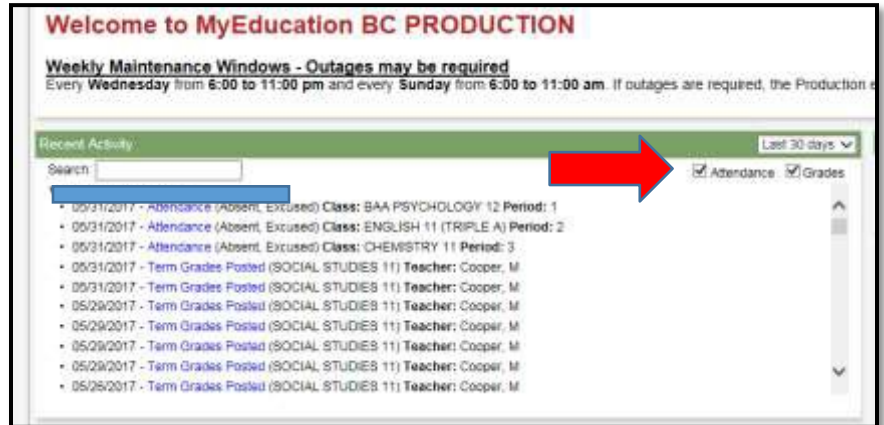 Welcome to MyEducation BC PRODUCTION
Weekly Maintenance Windows - Outages may be required
Every Wednesday from 6:00 to 11:00 pm and every Sunday from 6:00 to 11:00 am. If outages are required, the Production e
Recent Activity Last 30 days
Search Attendance Grades
• 05/31/2017 - Attendance (Absent, Excused) Class: BAA PSYCHOLOGY 12 Period: 1
• 05/31/2017 - Attendance (Absent, Excused) Class: ENGLISH 11 (TRIPLE A) Period: 2
• 05/31/2017 - Attendance (Absent, Excused) Class: CHEMISTRY 11 Period: 3
• 05/31/2017 - Term Grades Posted (SOCIAL STUDIES 11) Teacher: Cooper, M
• 05/31/2017 - Term Grades Posted (SOCIAL STUDIES 11) Teacher: Cooper, M
• 05/29/2017 - Term Grades Posted (SOCIAL STUDIES 11) Teacher: Cooper, M
• 05/29/2017 - Term Grades Posted (SOCIAL STUDIES 11) Teacher: Cooper, M
• 05/29/2017 - Term Grades Posted (SOCIAL STUDIES 11) Teacher: Cooper, M
• 05/29/2017 - Term Grades Posted (SOCIAL STUDIES 11) Teacher: Cooper, M
• 05/26/2017 - Term Grades Posted (SOCIAL STUDIES 11) Teacher: Cooper, M